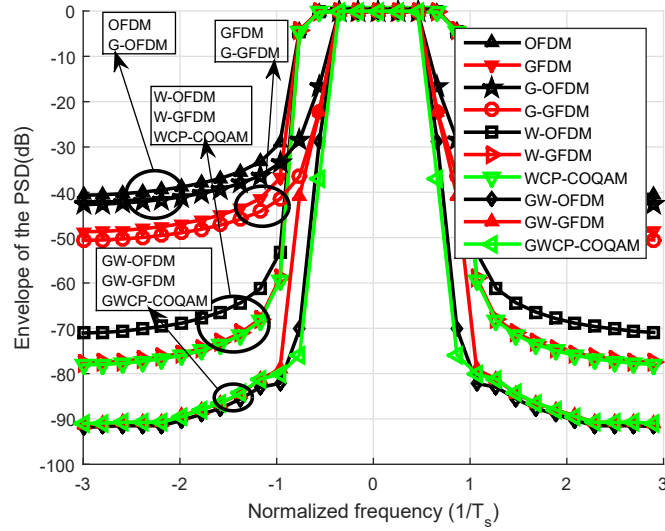 OFDM
G-OFDM
GFDM
G-GFDM
W-OFDM
W-GFDM
WCP-COQAM
GW-OFDM
GW-GFDM
GWCP-COQAM
OFDM
GFDM
G-OFDM
G-GFDM
W-OFDM
W-GFDM
WCP-COQAM
GW-OFDM
GW-GFDM
GWCP-COQAM
Envelope of the PSD(dB)
0
-10
-20
-30
-40
-50
-60
-70
-80
-90
-100
-3
-2
-1
0
1
2
3
Normalized frequency (1/T_s)